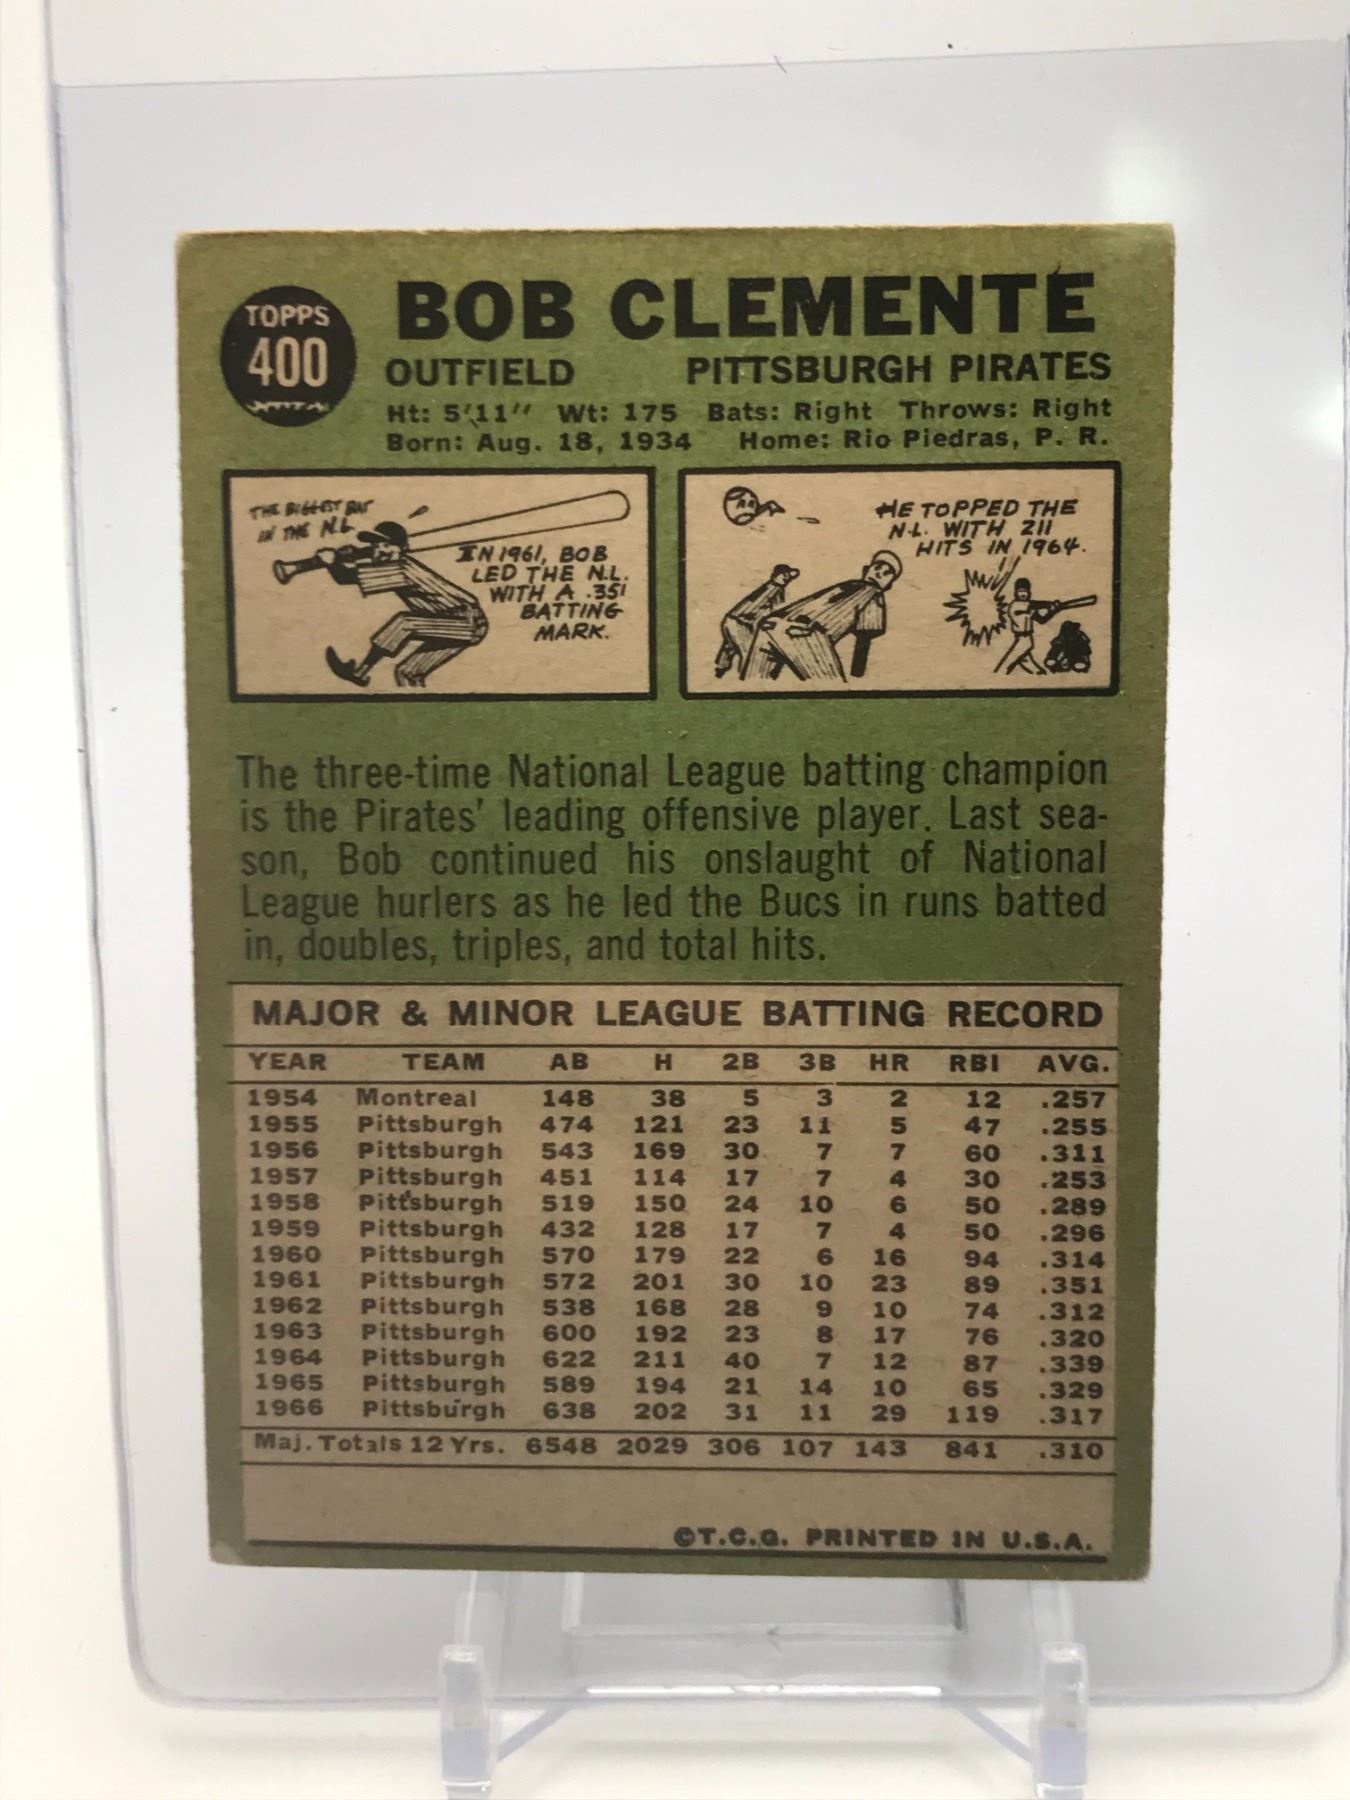 TOPPS
400
BOB CLEMENTE
OUTFIELD PITTSBURGH PIRATES
Ht: 5'11" Wt: 175 Bats: Right Throws: Right
Born: Aug. 18, 1934 Home: Rio Piedras, P. R.
THE BIGGEST BAT
IN THE N.L.
IN 1961, BOB
LED THE N.L.
WITH A .351
BATTING
MARK.
HE TOPPED THE
N.L. WITH 211
HITS IN 1964.
The three-time National League batting champion
is the Pirates' leading offensive player. Last sea-
son, Bob continued his onslaught of National
League hurlers as he led the Bucs in runs batted
in, doubles, triples, and total hits.
MAJOR & MINOR LEAGUE BATTING RECORD
YEAR TEAM AB H 2B 3B HR RBI AVG.
1954 Montreal 148 38 5 3 2 12 .257
1955 Pittsburgh 474 121 23 11 5 47 .255
1956 Pittsburgh 543 169 30 7 7 60 .311
1957 Pittsburgh 451 114 17 7 4 30 .253
1958 Pittsburgh 519 150 24 10 6 50 .289
1959 Pittsburgh 432 128 17 7 4 50 .296
1960 Pittsburgh 570 179 22 6 16 94 .314
1961 Pittsburgh 572 201 30 10 23 89 .351
1962 Pittsburgh 538 168 28 9 10 74 .312
1963 Pittsburgh 600 192 23 8 17 76 .320
1964 Pittsburgh 622 211 40 7 12 87 .339
1965 Pittsburgh 589 194 21 14 10 65 .329
1966 Pittsburgh 638 202 31 11 29 119 .317
Maj. Totals 12 Yrs. 6548 2029 306 107 143 841 .310
©T.C.G. PRINTED IN U.S.A.